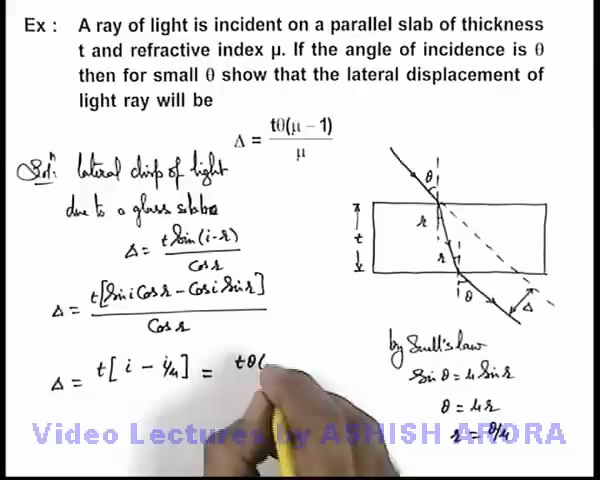 Ex : A ray of light is incident on a parallel slab of thickness
t and refractive index μ. If the angle of incidence is θ
then for small θ show that the lateral displacement of
light ray will be
Δ = tθ(μ − 1) / μ
Solⁿ: lateral disp of light
due to a glass slab
Δ = t sin(i-r) / cos r
Δ = t[sin i cos r - cos i sin r] / cos r
Δ = t[i - i/μ] = tθ(
θ
r
t
r
θ
Δ
by Snell's law
sin θ = μ sin r
θ = μ r
r = θ/μ
Video Lectures by ASHISH ARORA